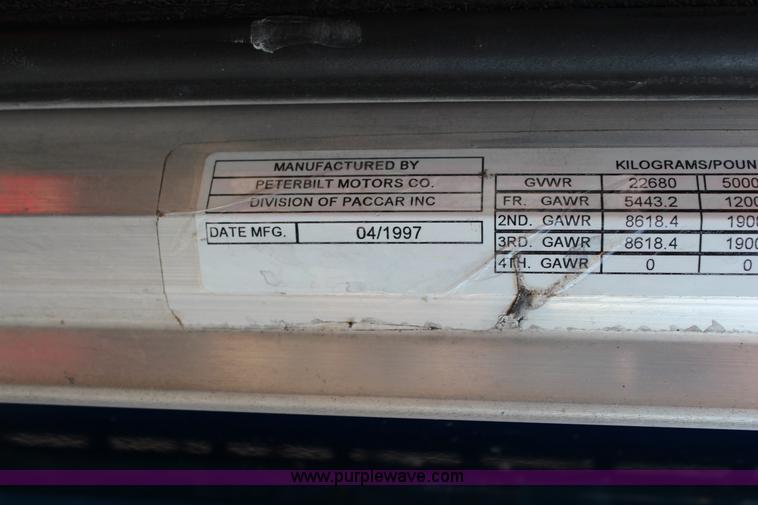 MANUFACTURED BY
PETERBILT MOTORS CO.
DIVISION OF PACCAR INC
DATE MFG. 04/1997
KILOGRAMS/POUN
GVWR 22680 5000
FR. GAWR 5443.2 1200
2ND. GAWR 8618.4 1900
3RD. GAWR 8618.4 1900
4TH. GAWR 0 0
www.purplewave.com